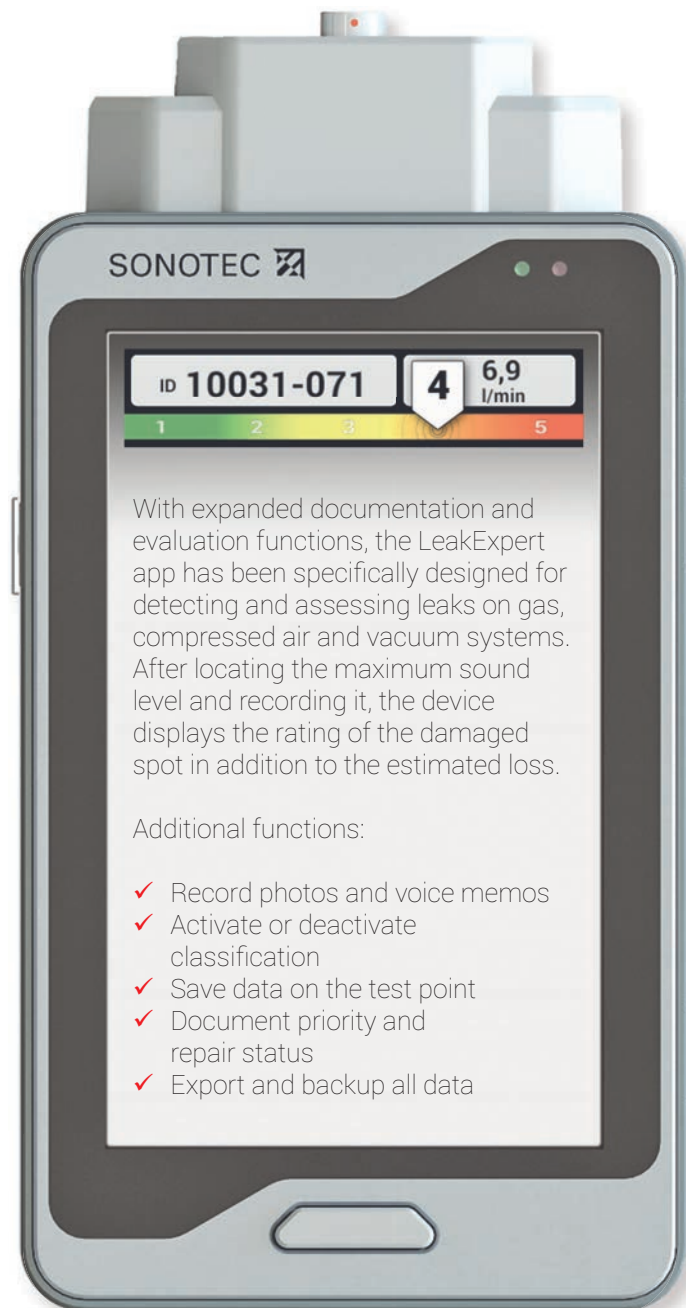 SONOTEC
ID 10031-071
4
6,9
l/min
1 2 3 5
With expanded documentation and
evaluation functions, the LeakExpert
app has been specifically designed for
detecting and assessing leaks on gas,
compressed air and vacuum systems.
After locating the maximum sound
level and recording it, the device
displays the rating of the damaged
spot in addition to the estimated loss.
Additional functions:
✓ Record photos and voice memos
✓ Activate or deactivate
classification
✓ Save data on the test point
✓ Document priority and
repair status
✓ Export and backup all data